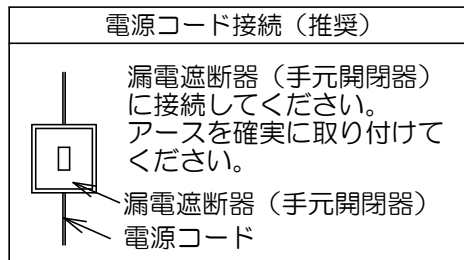 電源コード接続（推奨）
漏電遮断器（手元開閉器）
に接続してください。
アースを確実に取り付けて
ください。
漏電遮断器（手元開閉器）
電源コード